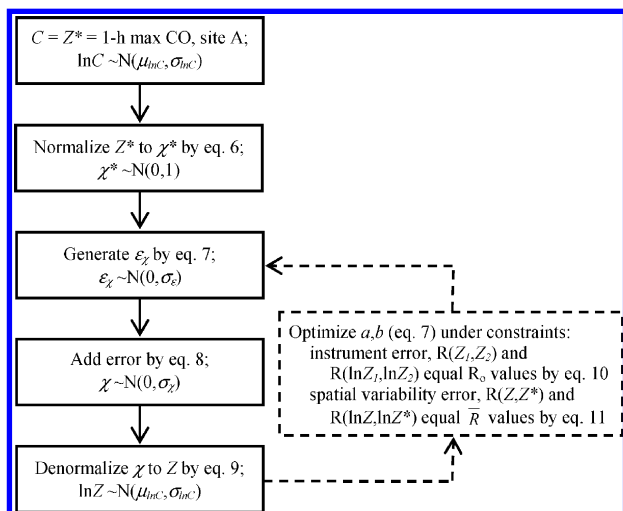 C = Z* = 1-h max CO, site A;
lnC ~N(μlnC,σlnC)
Normalize Z* to χ* by eq. 6;
χ* ~N(0,1)
Generate εχ by eq. 7;
εχ ~N(0,σε)
Add error by eq. 8;
χ ~N(0,σχ)
Denormalize χ to Z by eq. 9;
lnZ ~N(μlnC,σlnC)
Optimize a,b (eq. 7) under constraints:
instrument error, R(Z1,Z2) and
R(lnZ1,lnZ2) equal Ro values by eq. 10
spatial variability error, R(Z,Z*) and
R(lnZ,lnZ*) equal R̅ values by eq. 11